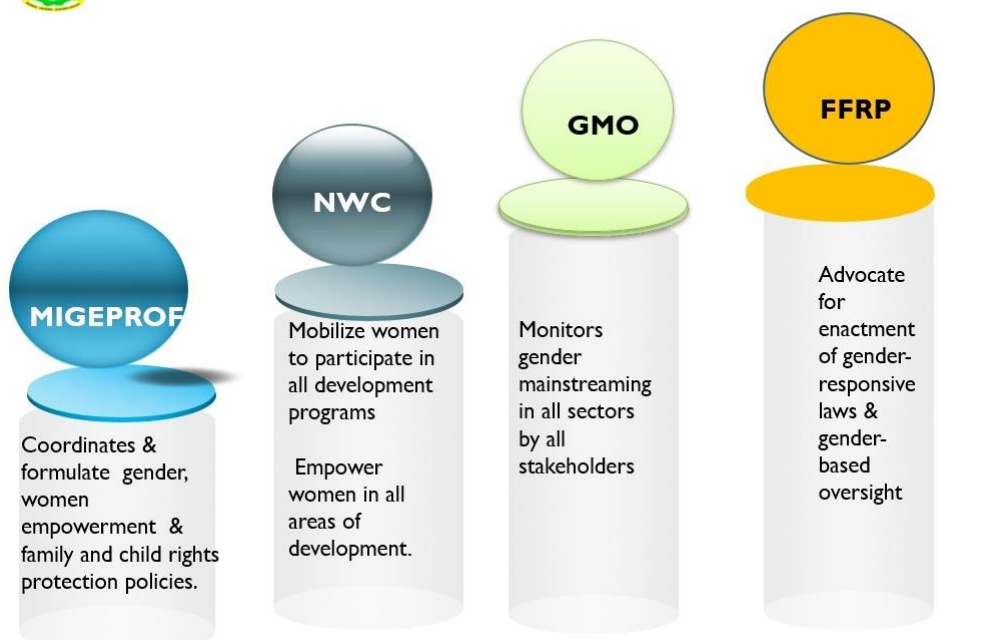 MIGEPROF
Coordinates &
formulate gender,
women
empowerment &
family and child rights
protection policies.
NWC
Mobilize women
to participate in
all development
programs
Empower
women in all
areas of
development.
GMO
Monitors
gender
mainstreaming
in all sectors
by all
stakeholders
FFRP
Advocate
for
enactment
of gender-
responsive
laws &
gender-
based
oversight